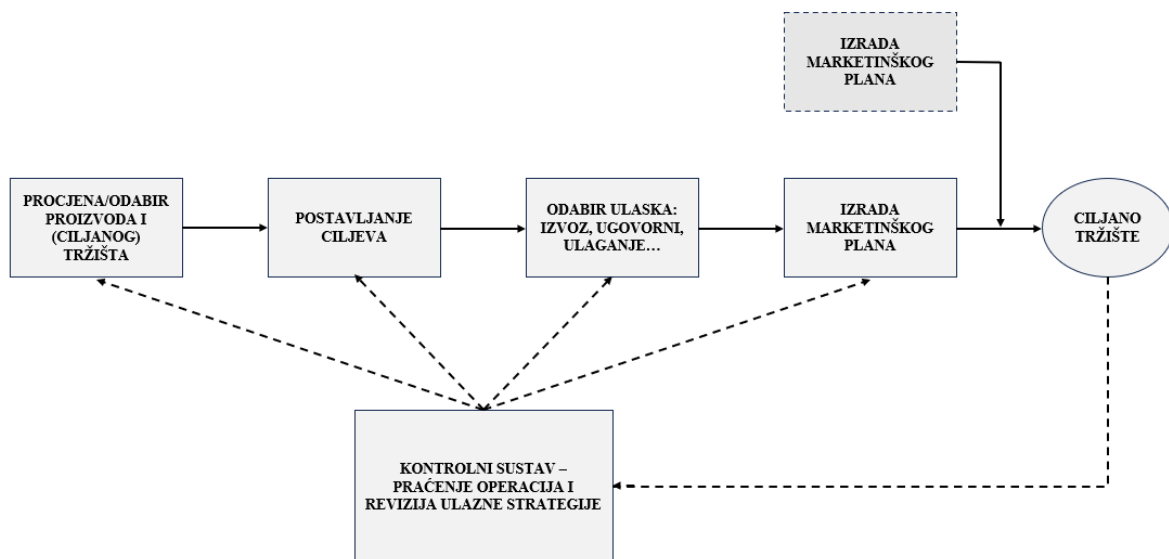 IZRADA
MARKETINŠKOG
PLANA
PROCJENA/ODABIR
PROIZVODA I
(CILJANOG)
TRŽIŠTA
POSTAVLJANJE
CILJEVA
ODABIR ULASKA:
IZVOZ, UGOVORNI,
ULAGANJE…
IZRADA
MARKETINŠKOG
PLANA
CILJANO
TRŽIŠTE
KONTROLNI SUSTAV –
PRAĆENJE OPERACIJA I
REVIZIJA ULAZNE STRATEGIJE